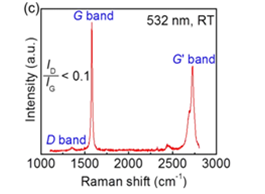 (c)
G band
532 nm, RT
G' band
I_D
I_G
< 0.1
D band
Intensity (a.u.)
1000 1500 2000 2500 3000
Raman shift (cm⁻¹)